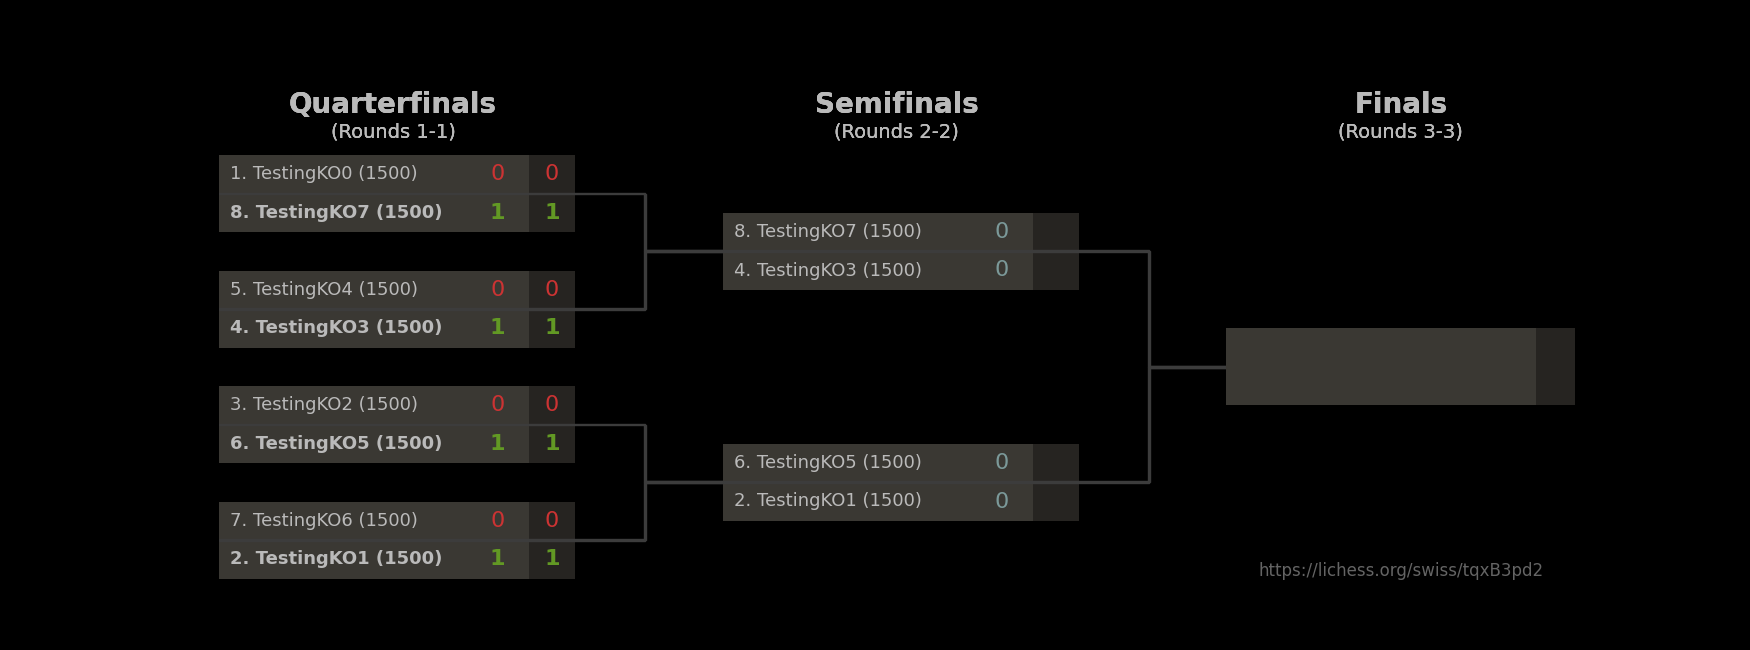 Quarterfinals
(Rounds 1-1)
1. TestingKO0 (1500) 0 0
8. TestingKO7 (1500) 1 1
5. TestingKO4 (1500) 0 0
4. TestingKO3 (1500) 1 1
3. TestingKO2 (1500) 0 0
6. TestingKO5 (1500) 1 1
7. TestingKO6 (1500) 0 0
2. TestingKO1 (1500) 1 1
Semifinals
(Rounds 2-2)
8. TestingKO7 (1500) 0
4. TestingKO3 (1500) 0
6. TestingKO5 (1500) 0
2. TestingKO1 (1500) 0
Finals
(Rounds 3-3)
https://lichess.org/swiss/tqxB3pd2